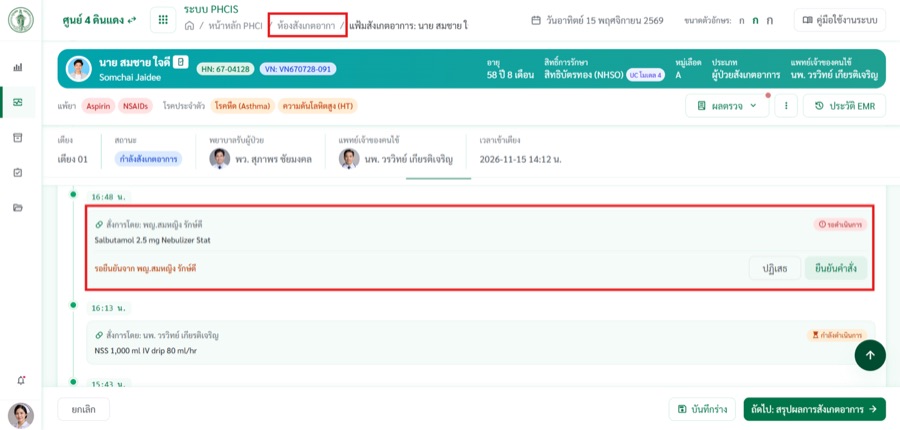 ศูนย์ 4 ดินแดง
ระบบ PHCIS
หน้าหลัก PHCI / ห้องสังเกตอากา / แฟ้มสังเกตอาการ: นาย สมชาย ใ
วันอาทิตย์ 15 พฤศจิกายน 2569
ขนาดตัวอักษร: ก ก ก
คู่มือใช้งานระบบ
นาย สมชาย ใจดี
Somchai Jaidee
HN: 67-04128
VN: VN670728-091
อายุ
58 ปี 8 เดือน
สิทธิ์การรักษา
สิทธิบัตรทอง (NHSO) UC โมเดล 4
หมู่เลือด
A
ประเภท
ผู้ป่วยสังเกตอาการ
แพทย์เจ้าของคนไข้
นพ. วรวิทย์ เกียรติเจริญ
แพ้ยา Aspirin NSAIDs โรคประจำตัว โรคหืด (Asthma) ความดันโลหิตสูง (HT)
ผลตรวจ
ประวัติ EMR
เตียง
เตียง 01
สถานะ
กำลังสังเกตอาการ
พยาบาลรับผู้ป่วย
พว. สุภาพร ชัยมงคล
แพทย์เจ้าของคนไข้
นพ. วรวิทย์ เกียรติเจริญ
เวลาเข้าเตียง
2026-11-15 14:12 น.
16:48 น.
สั่งการโดย: พญ.สมหญิง รักษ์ดี
รอดำเนินการ
Salbutamol 2.5 mg Nebulizer Stat
รอยืนยันจาก พญ.สมหญิง รักษ์ดี
ปฏิเสธ
ยืนยันคำสั่ง
16:13 น.
สั่งการโดย: นพ. วรวิทย์ เกียรติเจริญ
กำลังดำเนินการ
NSS 1,000 ml IV drip 80 ml/hr
15:43 น.
ยกเลิก
บันทึกร่าง
ถัดไป: สรุปผลการสังเกตอาการ